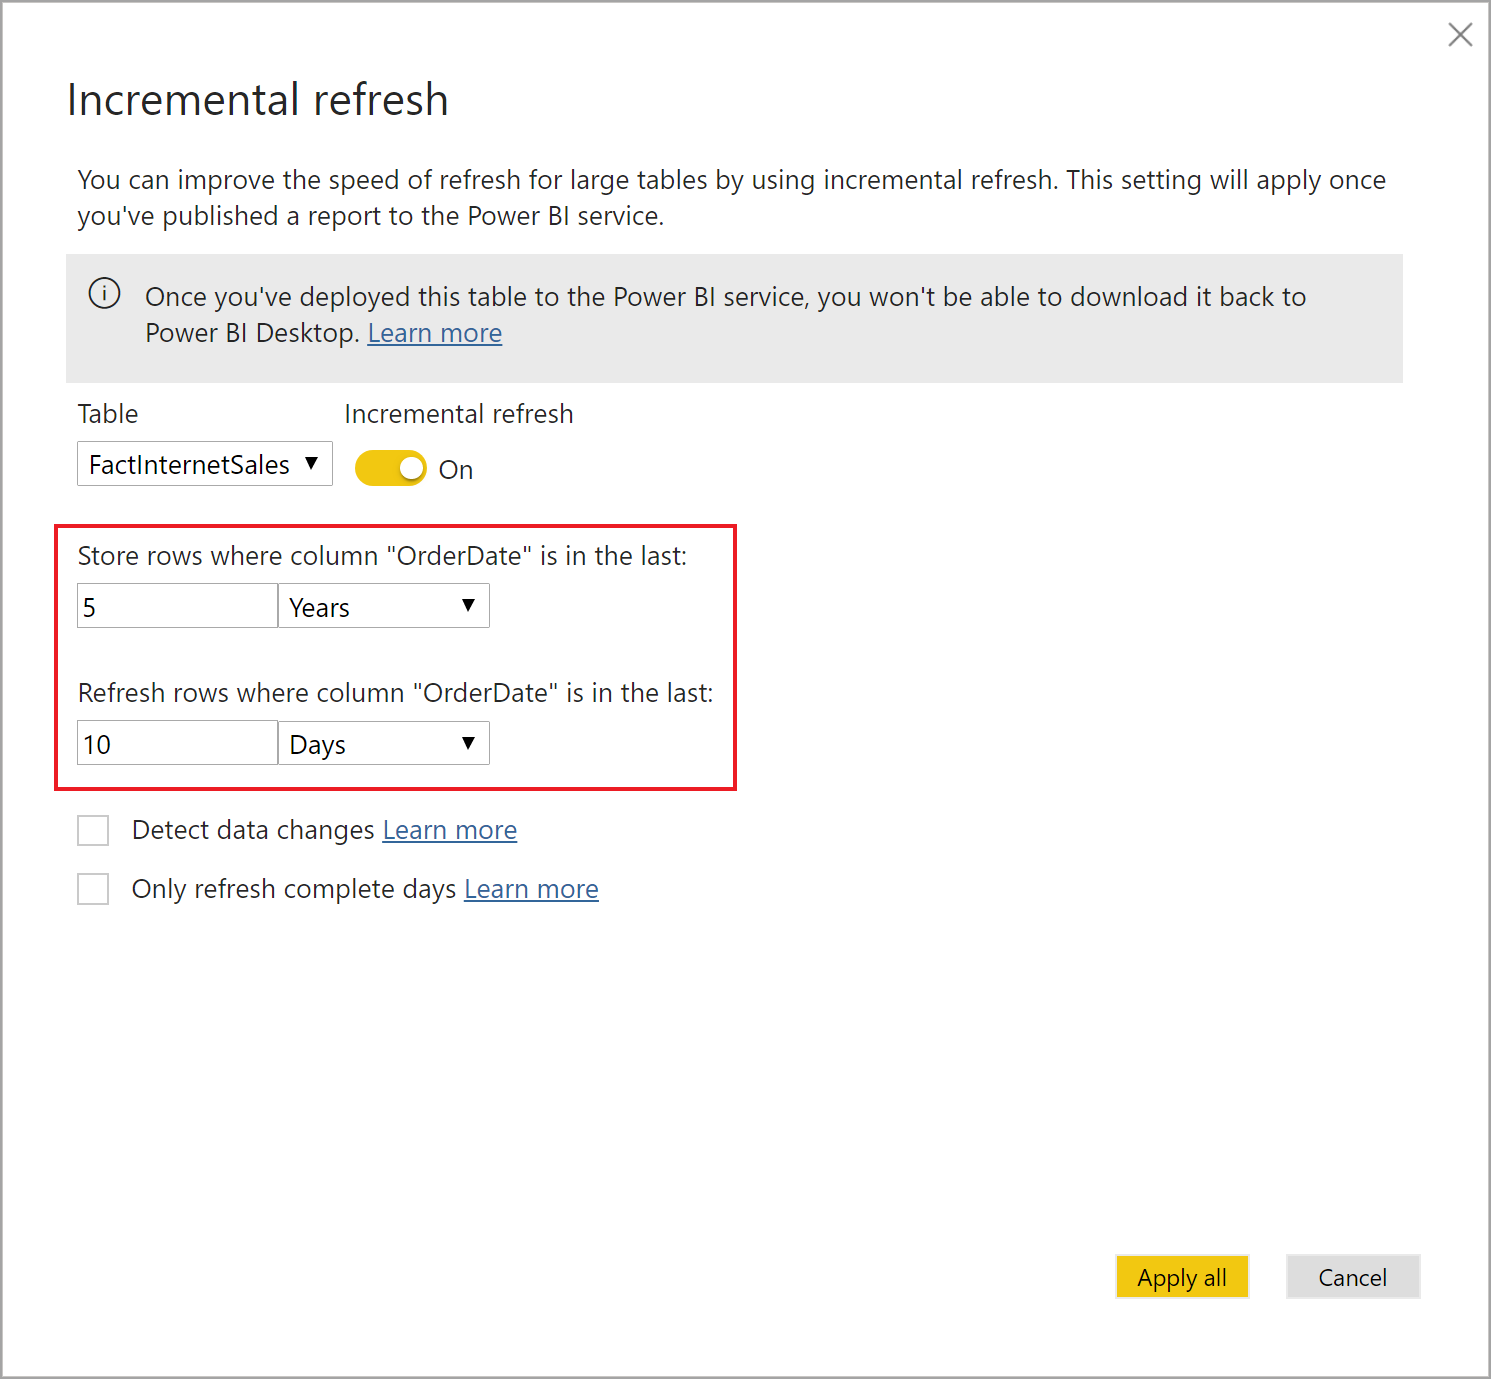 Incremental refresh
You can improve the speed of refresh for large tables by using incremental refresh. This setting will apply once
you've published a report to the Power BI service.
Once you've deployed this table to the Power BI service, you won't be able to download it back to
Power BI Desktop. Learn more
Table Incremental refresh
FactInternetSales On
Store rows where column "OrderDate" is in the last:
5 Years
Refresh rows where column "OrderDate" is in the last:
10 Days
Detect data changes Learn more
Only refresh complete days Learn more
Apply all Cancel